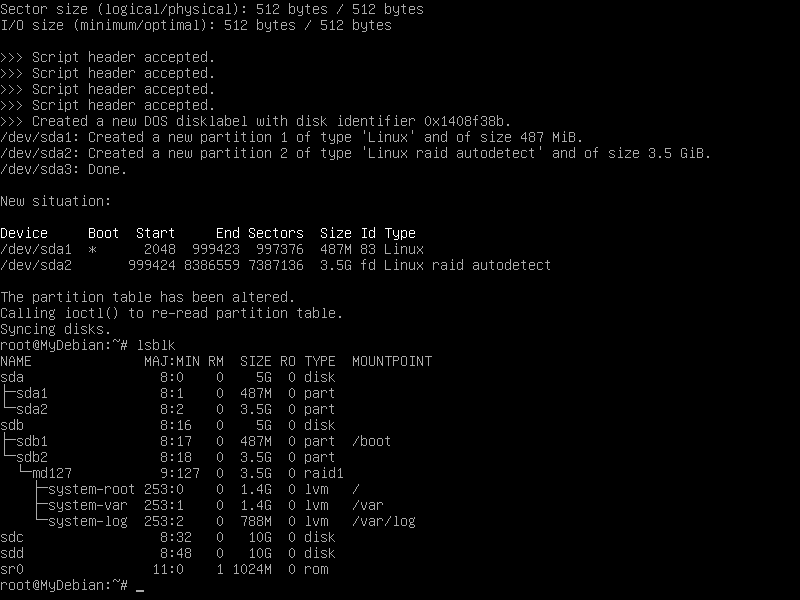 Sector size (logical/physical): 512 bytes / 512 bytes
I/O size (minimum/optimal): 512 bytes / 512 bytes
>>> Script header accepted.
>>> Script header accepted.
>>> Script header accepted.
>>> Script header accepted.
>>> Created a new DOS disklabel with disk identifier 0x1408f38b.
/dev/sda1: Created a new partition 1 of type 'Linux' and of size 487 MiB.
/dev/sda2: Created a new partition 2 of type 'Linux raid autodetect' and of size 3.5 GiB.
/dev/sda3: Done.
New situation:
Device     Boot  Start     End Sectors  Size Id Type
/dev/sda1  *      2048  999423  997376  487M 83 Linux
/dev/sda2       999424 8386559 7387136  3.5G fd Linux raid autodetect
The partition table has been altered.
Calling ioctl() to re-read partition table.
Syncing disks.
root@MyDebian:~# lsblk
NAME              MAJ:MIN RM  SIZE RO TYPE  MOUNTPOINT
sda                 8:0    0    5G  0 disk
├─sda1              8:1    0  487M  0 part
└─sda2              8:2    0  3.5G  0 part
sdb                 8:16   0    5G  0 disk
├─sdb1              8:17   0  487M  0 part  /boot
└─sdb2              8:18   0  3.5G  0 part
  └─md127           9:127  0  3.5G  0 raid1
    ├─system-root 253:0    0  1.4G  0 lvm   /
    ├─system-var  253:1    0  1.4G  0 lvm   /var
    └─system-log  253:2    0  788M  0 lvm   /var/log
sdc                 8:32   0   10G  0 disk
sdd                 8:48   0   10G  0 disk
sr0                11:0    1 1024M  0 rom
root@MyDebian:~# _